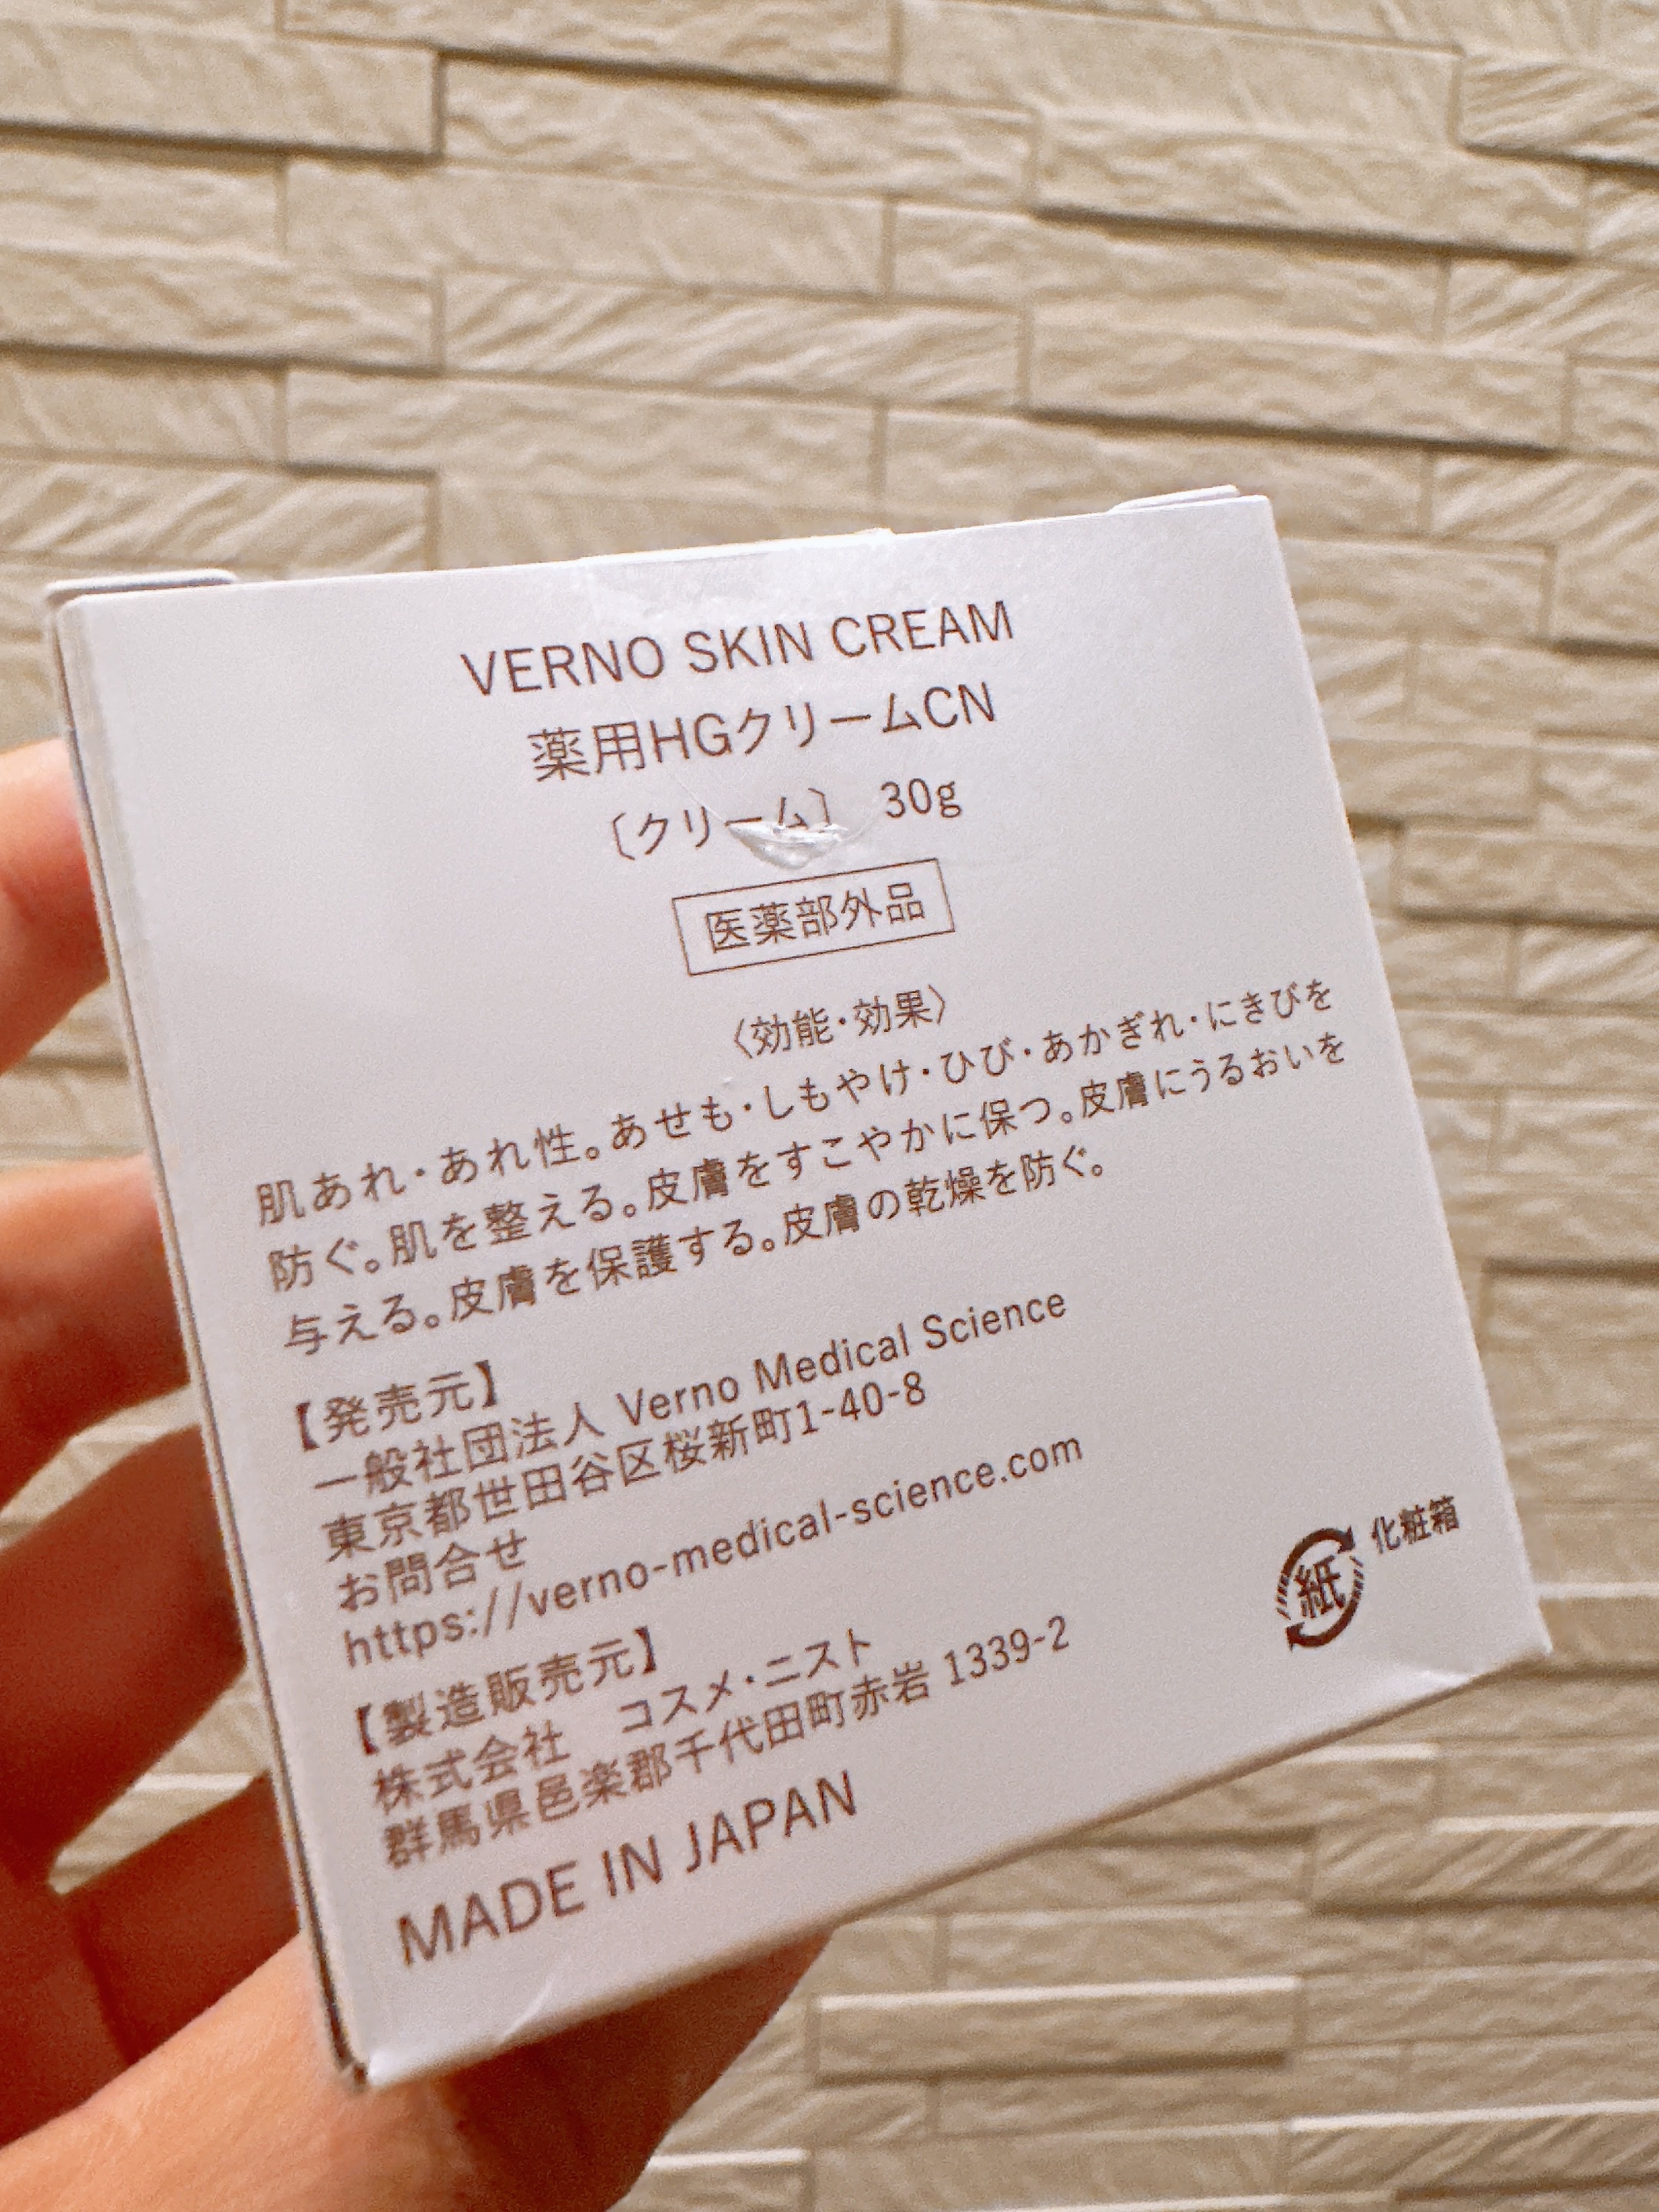 VERNO SKIN CREAM
薬用HGクリームCN
〔クリーム〕 30g
医薬部外品
〈効能・効果〉
肌あれ・あれ性。あせも・しもやけ・ひび・あかぎれ・にきびを
防ぐ。肌を整える。皮膚をすこやかに保つ。皮膚にうるおいを
与える。皮膚を保護する。皮膚の乾燥を防ぐ。
【発売元】
一般社団法人 Verno Medical Science
東京都世田谷区桜新町1-40-8
お問合せ
https://verno-medical-science.com
【製造販売元】
株式会社 コスメ・ニスト
群馬県邑楽郡千代田町赤岩 1339-2
MADE IN JAPAN
紙 化粧箱